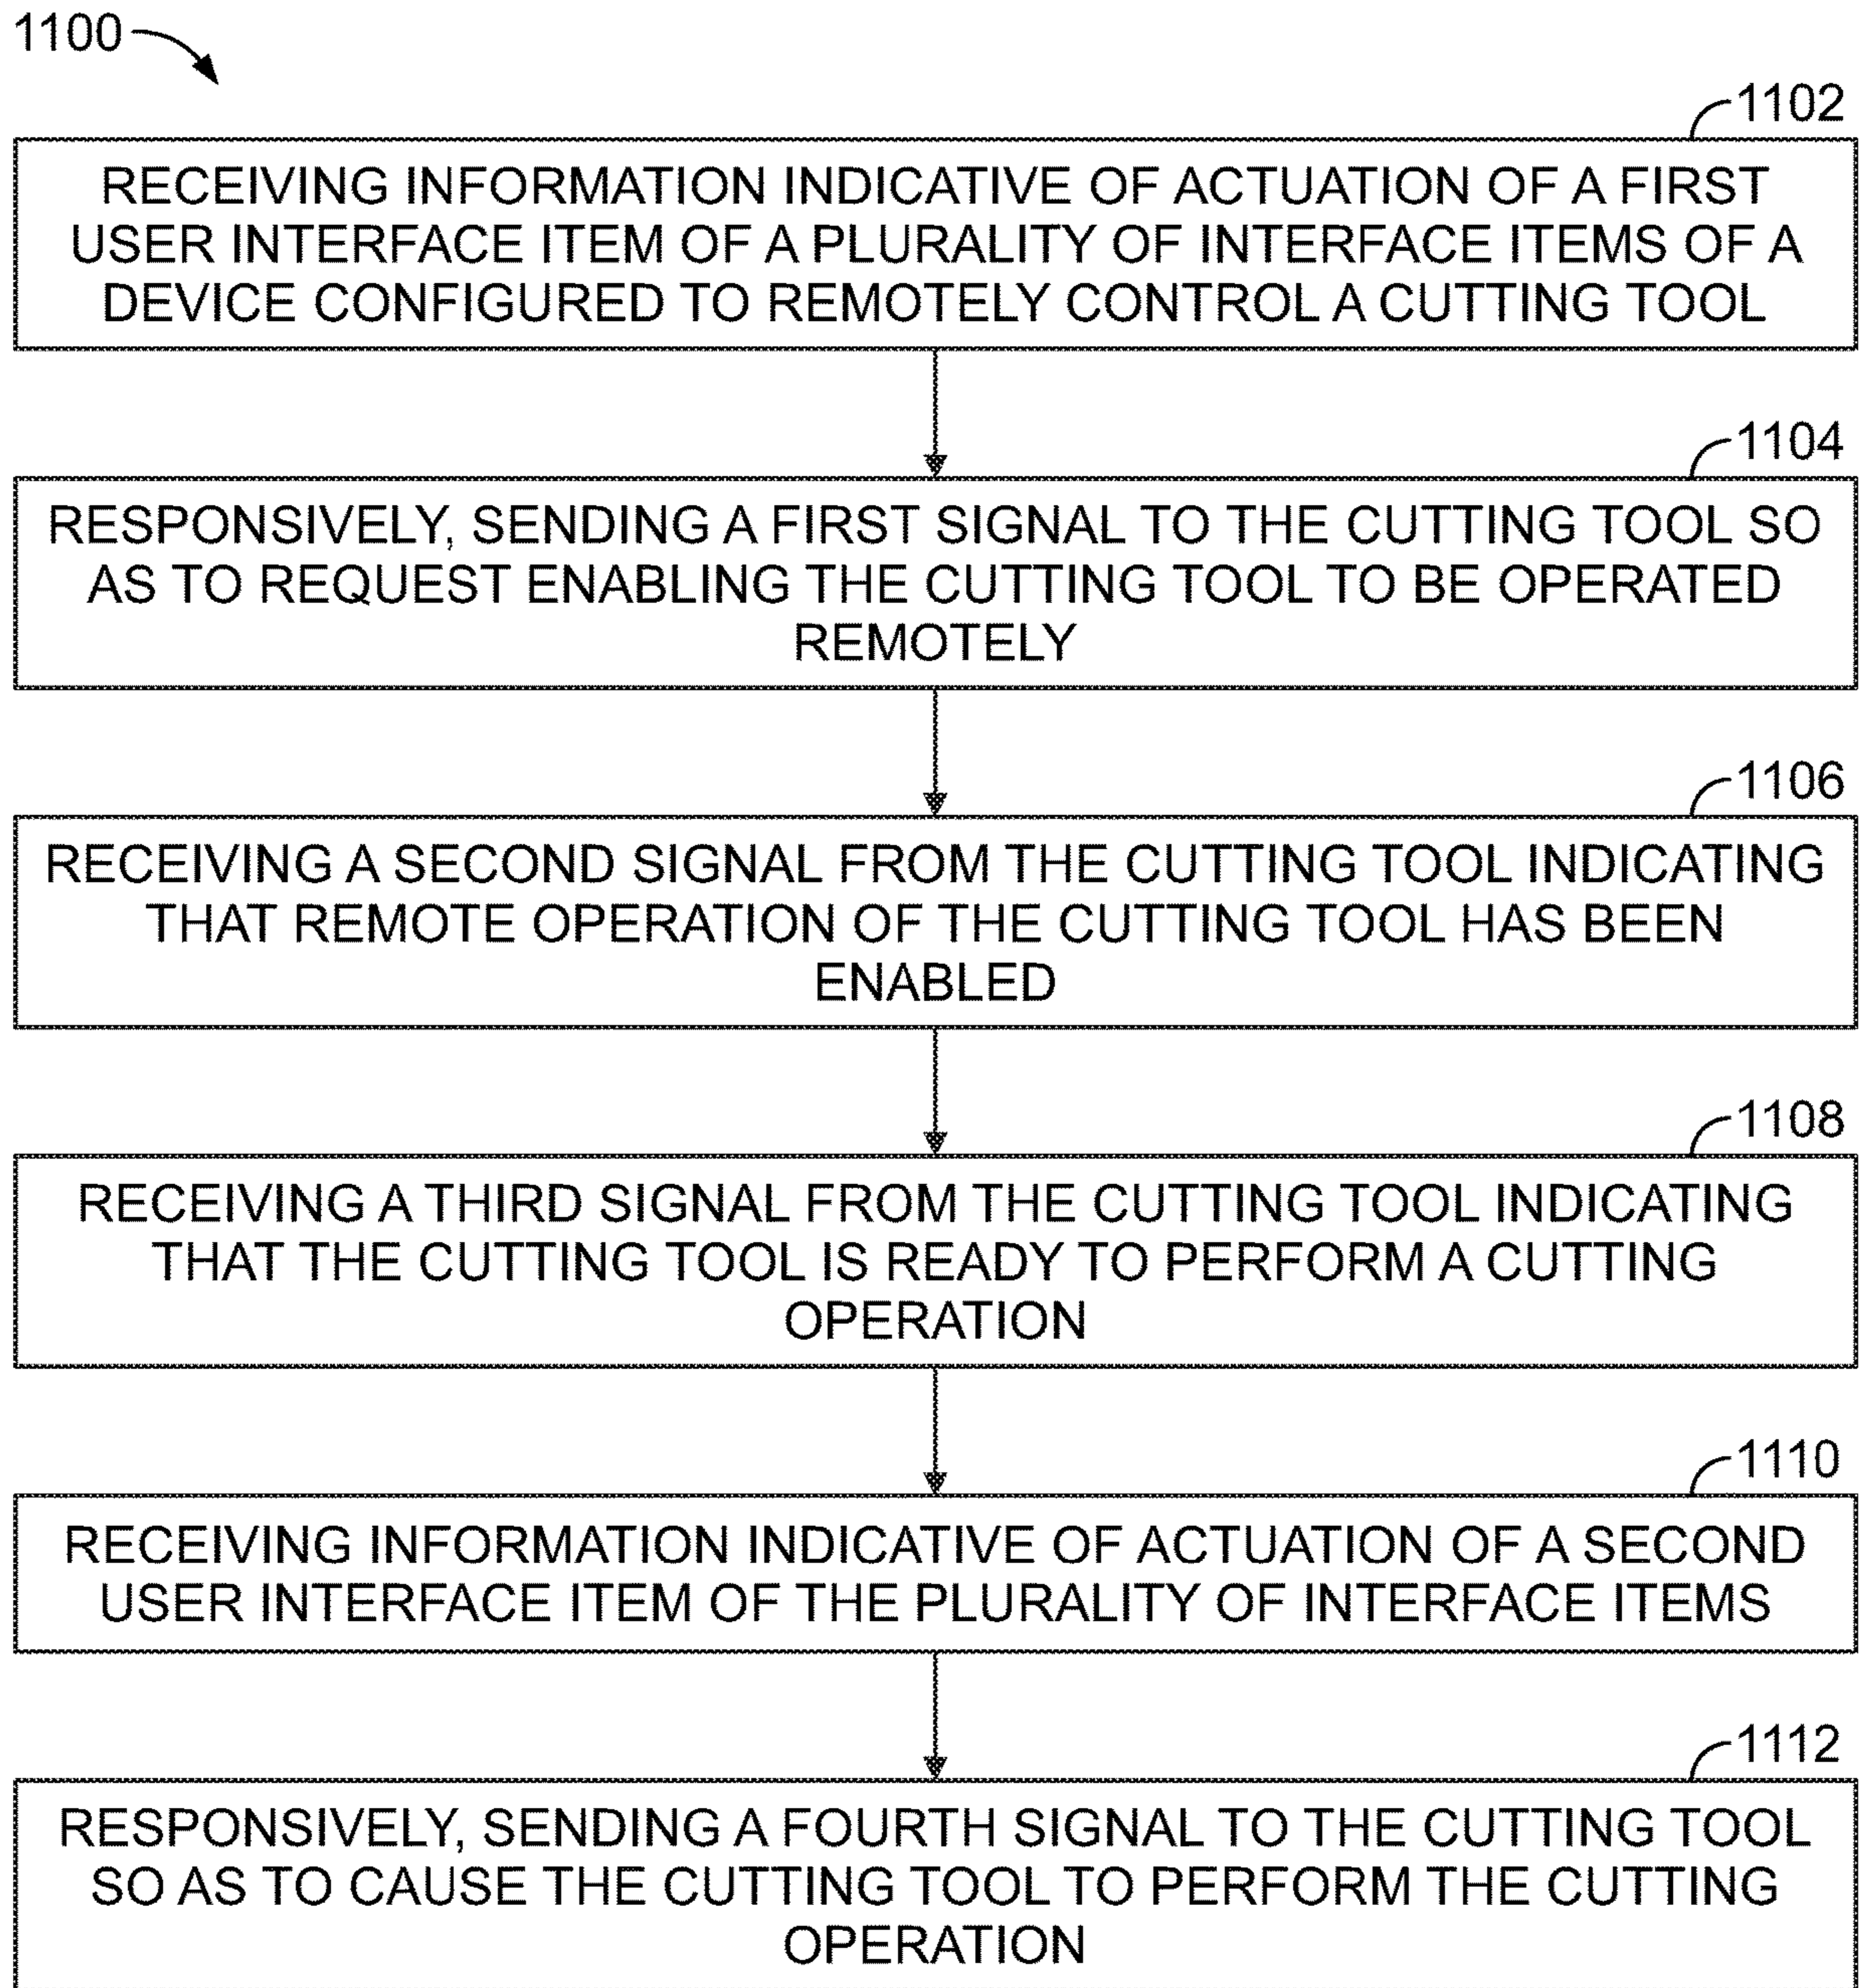 1100
1102
RECEIVING INFORMATION INDICATIVE OF ACTUATION OF A FIRST
USER INTERFACE ITEM OF A PLURALITY OF INTERFACE ITEMS OF A
DEVICE CONFIGURED TO REMOTELY CONTROL A CUTTING TOOL
1104
RESPONSIVELY, SENDING A FIRST SIGNAL TO THE CUTTING TOOL SO
AS TO REQUEST ENABLING THE CUTTING TOOL TO BE OPERATED
REMOTELY
1106
RECEIVING A SECOND SIGNAL FROM THE CUTTING TOOL INDICATING
THAT REMOTE OPERATION OF THE CUTTING TOOL HAS BEEN
ENABLED
1108
RECEIVING A THIRD SIGNAL FROM THE CUTTING TOOL INDICATING
THAT THE CUTTING TOOL IS READY TO PERFORM A CUTTING
OPERATION
1110
RECEIVING INFORMATION INDICATIVE OF ACTUATION OF A SECOND
USER INTERFACE ITEM OF THE PLURALITY OF INTERFACE ITEMS
1112
RESPONSIVELY, SENDING A FOURTH SIGNAL TO THE CUTTING TOOL
SO AS TO CAUSE THE CUTTING TOOL TO PERFORM THE CUTTING
OPERATION